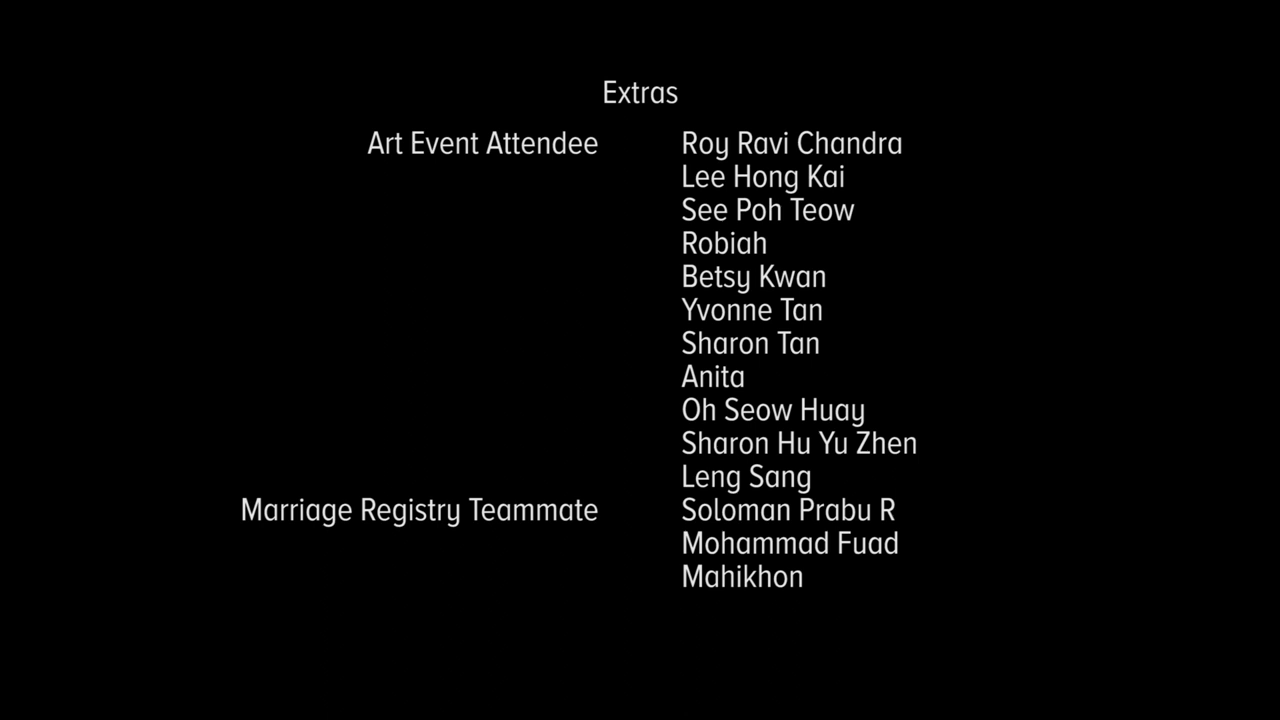 Extras
Art Event Attendee Roy Ravi Chandra
Lee Hong Kai
See Poh Teow
Robiah
Betsy Kwan
Yvonne Tan
Sharon Tan
Anita
Oh Seow Huay
Sharon Hu Yu Zhen
Leng Sang
Marriage Registry Teammate Soloman Prabu R
Mohammad Fuad
Mahikhon